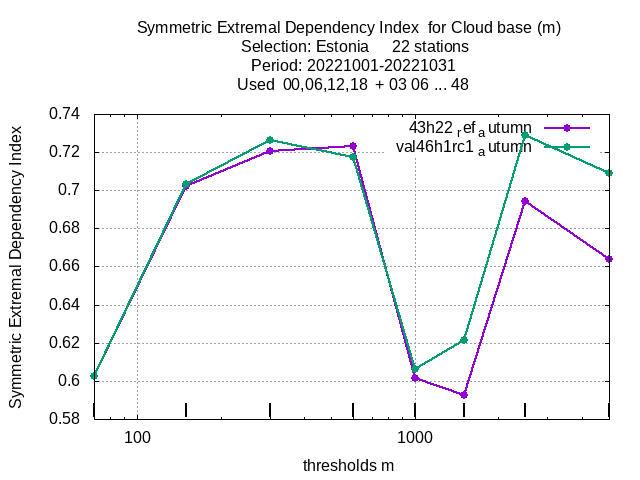 Symmetric Extremal Dependency Index  for Cloud base (m)
Selection: Estonia     22 stations
Period: 20221001-20221031
Used  00,06,12,18  + 03 06 ... 48
43h22 ref a utumn
val46h1rc1 a utumn
Symmetric Extremal Dependency Index
0.74
0.72
0.7
0.68
0.66
0.64
0.62
0.6
0.58
100
1000
thresholds m